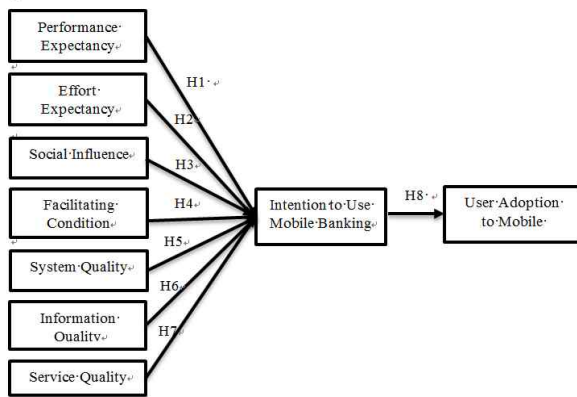 Performance
Expectancy
H1
Effort
Expectancy
H2
Social Influence
H3
Facilitating
Condition
H4
Intention to Use
Mobile Banking
H8
User Adoption
to Mobile
H5
System Quality
H6
Information
Quality
H7
Service Quality